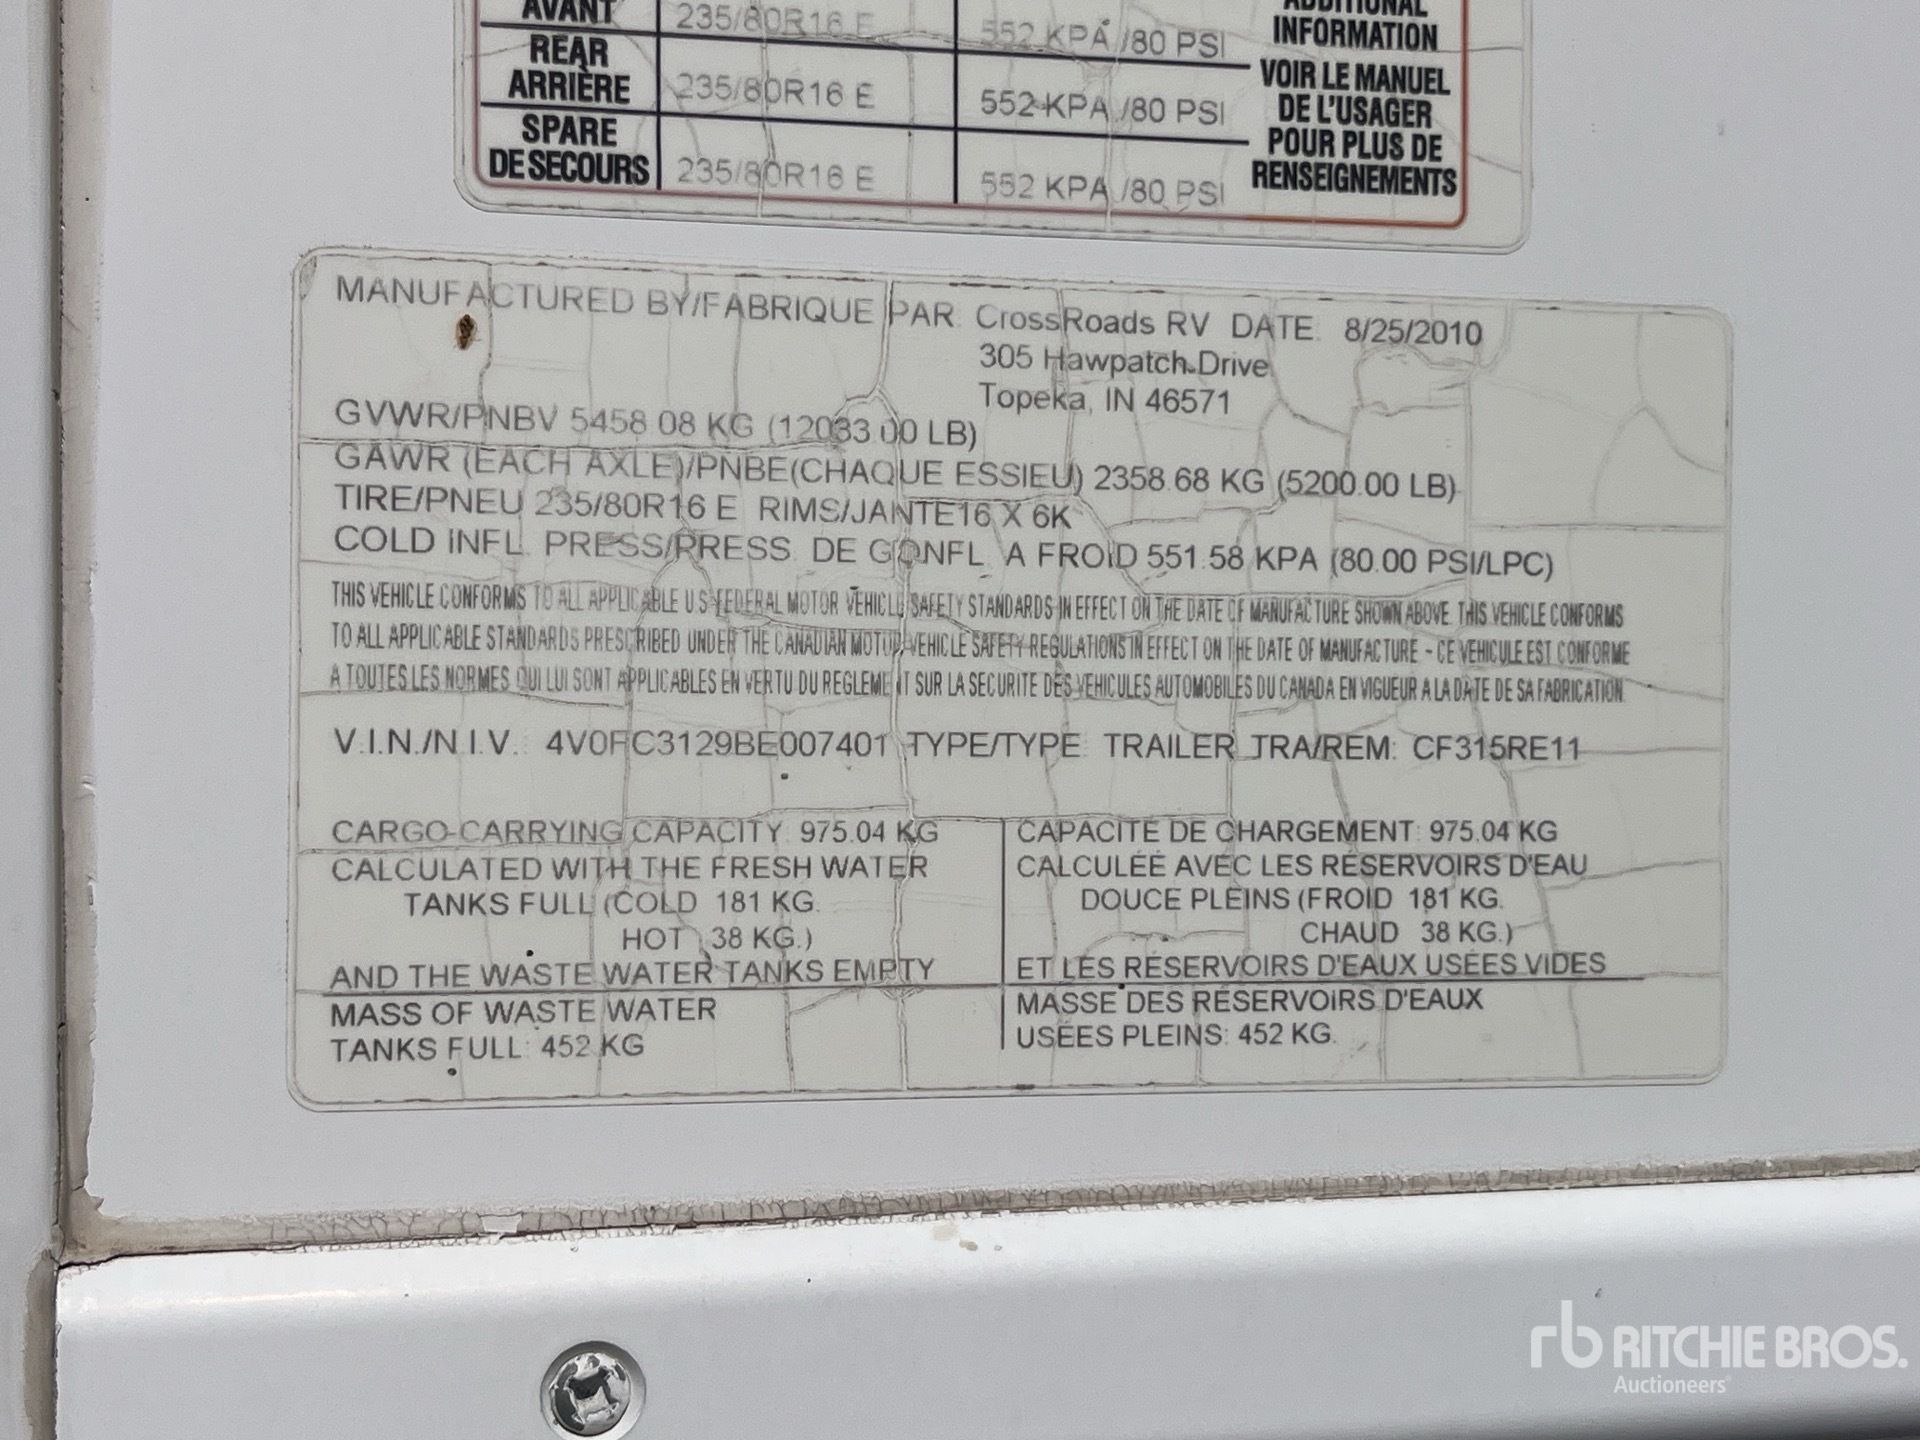 AVANT 235/80R16 E 552 KPA /80 PSI ADDITIONAL INFORMATION
REAR
ARRIÈRE 235/80R16 E 552 KPA /80 PSI
SPARE
DE SECOURS 235/80R16 E 552 KPA /80 PSI
VOIR LE MANUEL
DE L'USAGER
POUR PLUS DE
RENSEIGNEMENTS
MANUFACTURED BY/FABRIQUE PAR CrossRoads RV DATE 8/25/2010
305 Hawpatch Drive
Topeka, IN 46571
GVWR/PNBV 5458.08 KG (12033.00 LB)
GAWR (EACH AXLE)/PNBE(CHAQUE ESSIEU) 2358.68 KG (5200.00 LB)
TIRE/PNEU 235/80R16 E RIMS/JANTE16 X 6K
COLD INFL. PRESS/PRESS. DE GONFL. A FROID 551.58 KPA (80.00 PSI/LPC)
THIS VEHICLE CONFORMS TO ALL APPLICABLE U.S FEDERAL MOTOR VEHICLE SAFETY STANDARDS IN EFFECT ON THE DATE OF MANUFACTURE SHOWN ABOVE. THIS VEHICLE CONFORMS
TO ALL APPLICABLE STANDARDS PRESCRIBED UNDER THE CANADIAN MOTOR VEHICLE SAFETY REGULATIONS IN EFFECT ON THE DATE OF MANUFACTURE - CE VEHICULE EST CONFORME
A TOUTES LES NORMES QUI LUI SONT APPLICABLES EN VERTU DU REGLEMENT SUR LA SECURITE DES VEHICULES AUTOMOBILES DU CANADA EN VIGUEUR A LA DATE DE SA FABRICATION.
V.I.N./N.I.V. 4V0FC3129BE007401 TYPE/TYPE TRAILER TRA/REM: CF315RE11
CARGO-CARRYING CAPACITY: 975.04 KG
CALCULATED WITH THE FRESH WATER
TANKS FULL (COLD 181 KG.
HOT 38 KG.)
AND THE WASTE WATER TANKS EMPTY
MASS OF WASTE WATER
TANKS FULL: 452 KG
CAPACITÉ DE CHARGEMENT: 975.04 KG
CALCULÉE AVEC LES RÉSERVOIRS D'EAU
DOUCE PLEINS (FROID 181 KG.
CHAUD 38 KG.)
ET LES RÉSERVOIRS D'EAUX USÉES VIDES
MASSE DES RÉSERVOIRS D'EAUX
USÉES PLEINS: 452 KG.
rb RITCHIE BROS.
Auctioneers